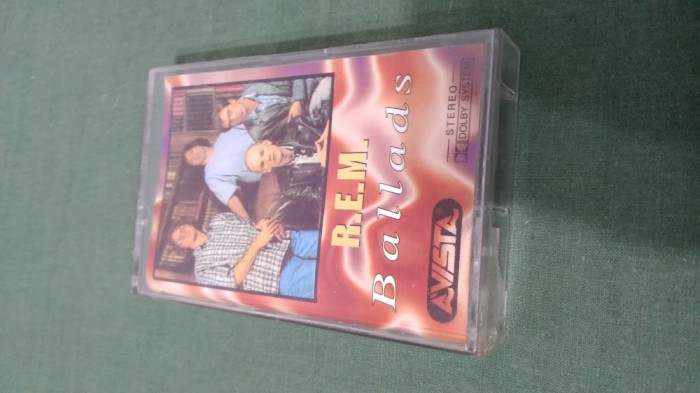 R.E.M.
Ballads
STEREO
DOLBY SYSTEM
AVISTA